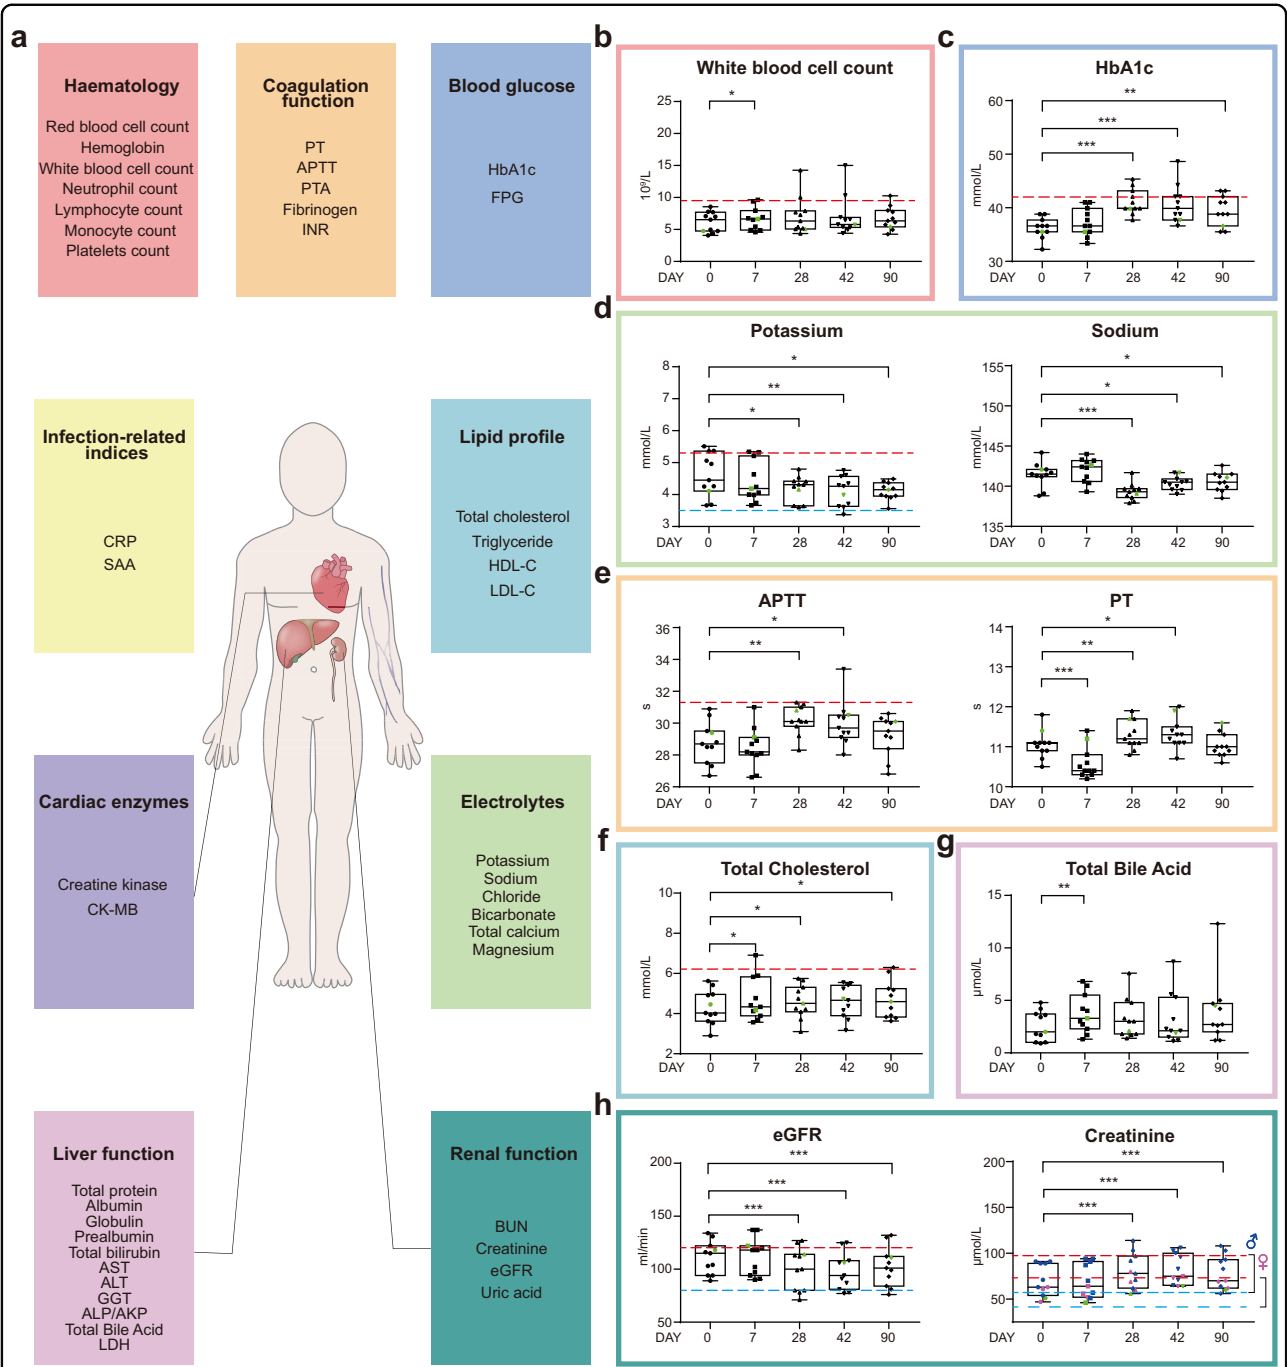 a
Haematology
Red blood cell count
Hemoglobin
White blood cell count
Neutrophil count
Lymphocyte count
Monocyte count
Platelets count
Coagulation
function
PT
APTT
PTA
Fibrinogen
INR
Blood glucose
HbA1c
FPG
Infection-related
indices
CRP
SAA
Lipid profile
Total cholesterol
Triglyceride
HDL-C
LDL-C
Cardiac enzymes
Creatine kinase
CK-MB
Electrolytes
Potassium
Sodium
Chloride
Bicarbonate
Total calcium
Magnesium
Liver function
Total protein
Albumin
Globulin
Prealbumin
Total bilirubin
AST
ALT
GGT
ALP/AKP
Total Bile Acid
LDH
Renal function
BUN
Creatinine
eGFR
Uric acid
b
White blood cell count
10⁹/L
25
20
15
10
5
0
*
DAY 0 7 28 42 90
c
HbA1c
mmol/L
60
50
40
30
**
***
***
DAY 0 7 28 42 90
d
Potassium
mmol/L
8
7
6
5
4
3
*
**
*
DAY 0 7 28 42 90
Sodium
mmol/L
155
150
145
140
135
*
*
***
DAY 0 7 28 42 90
e
APTT
s
36
34
32
30
28
26
*
**
DAY 0 7 28 42 90
PT
s
14
13
12
11
10
*
**
***
DAY 0 7 28 42 90
f
Total Cholesterol
mmol/L
10
8
6
4
2
*
*
*
DAY 0 7 28 42 90
g
Total Bile Acid
μmol/L
15
10
5
0
**
DAY 0 7 28 42 90
h
eGFR
ml/min
200
150
100
50
***
***
***
DAY 0 7 28 42 90
Creatinine
μmol/L
200
150
100
50
***
***
***
♂
♀
DAY 0 7 28 42 90